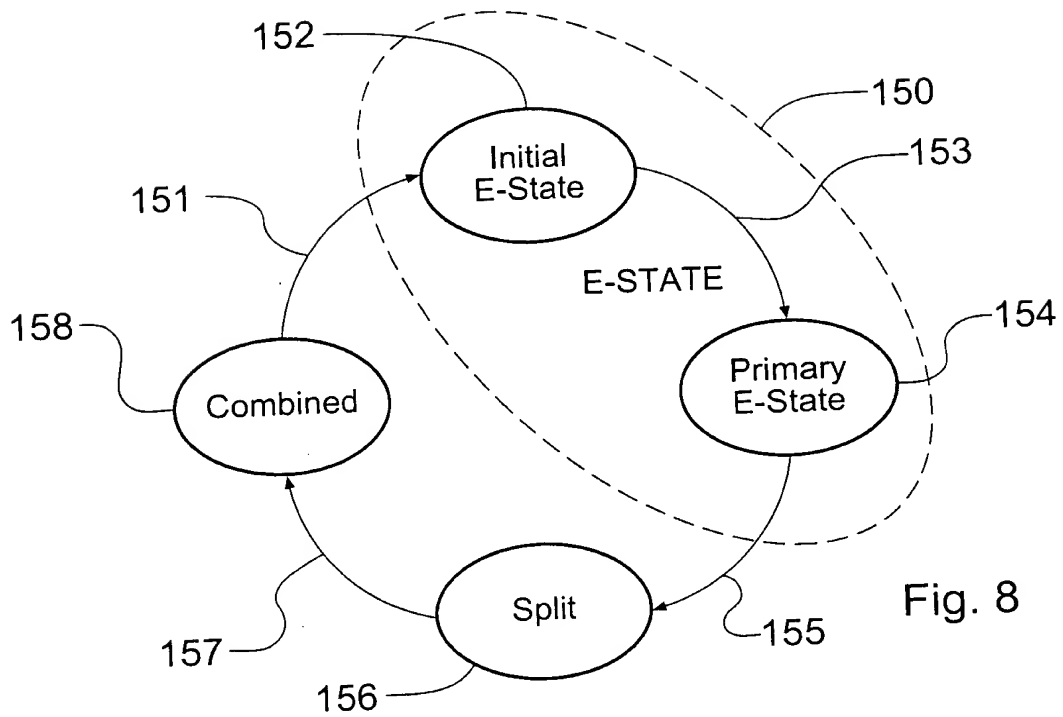 152
150
Initial
E-State
153
151
E-STATE
158
154
Primary
E-State
Combined
Split
Fig. 8
155
157
156